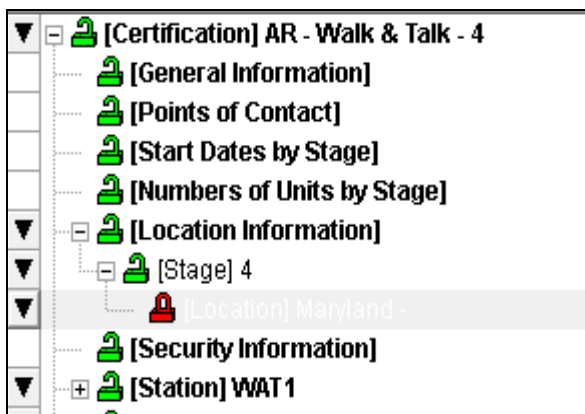 [Certification] AR - Walk & Talk - 4
[General Information]
[Points of Contact]
[Start Dates by Stage]
[Numbers of Units by Stage]
[Location Information]
[Stage] 4
[Location] Maryland -
[Security Information]
[Station] WAT1